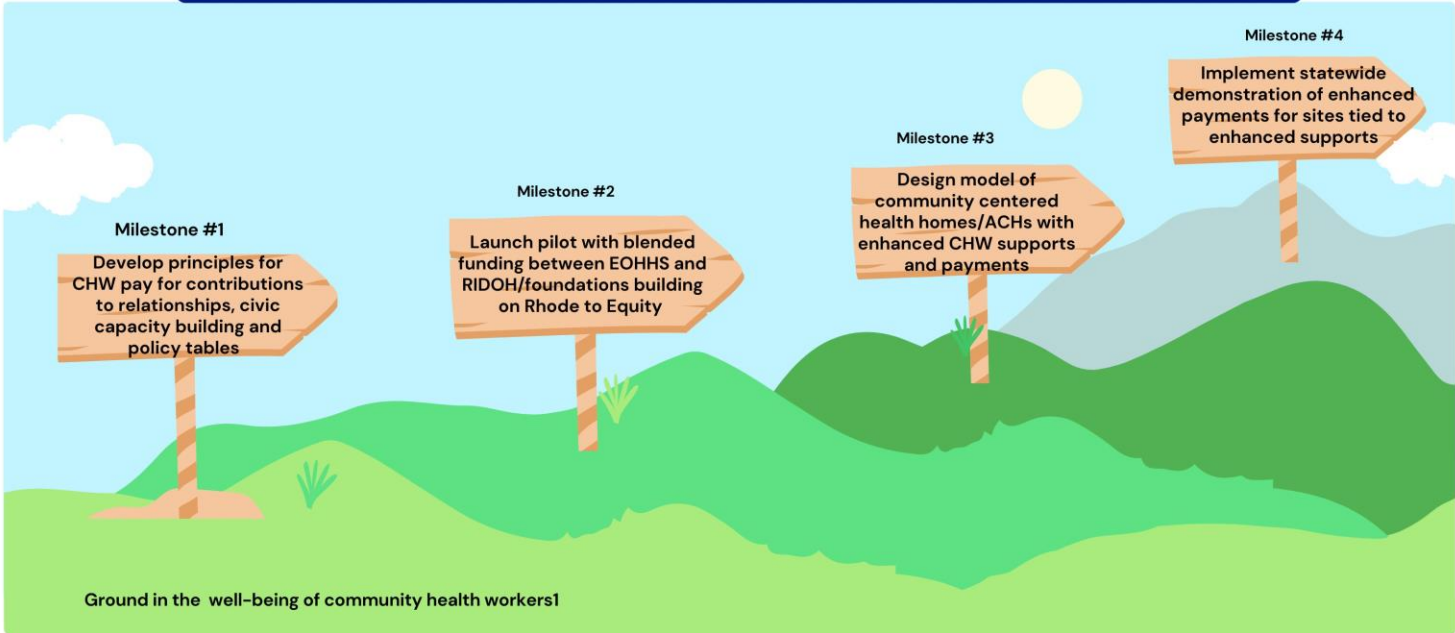 Milestone #1
Develop principles for
CHW pay for contributions
to relationships, civic
capacity building and
policy tables
Milestone #2
Launch pilot with blended
funding between EOHHS and
RIDOH/foundations building
on Rhode to Equity
Milestone #3
Design model of
community centered
health homes/ACHs with
enhanced CHW supports
and payments
Milestone #4
Implement statewide
demonstration of enhanced
payments for sites tied to
enhanced supports
Ground in the  well-being of community health workers1